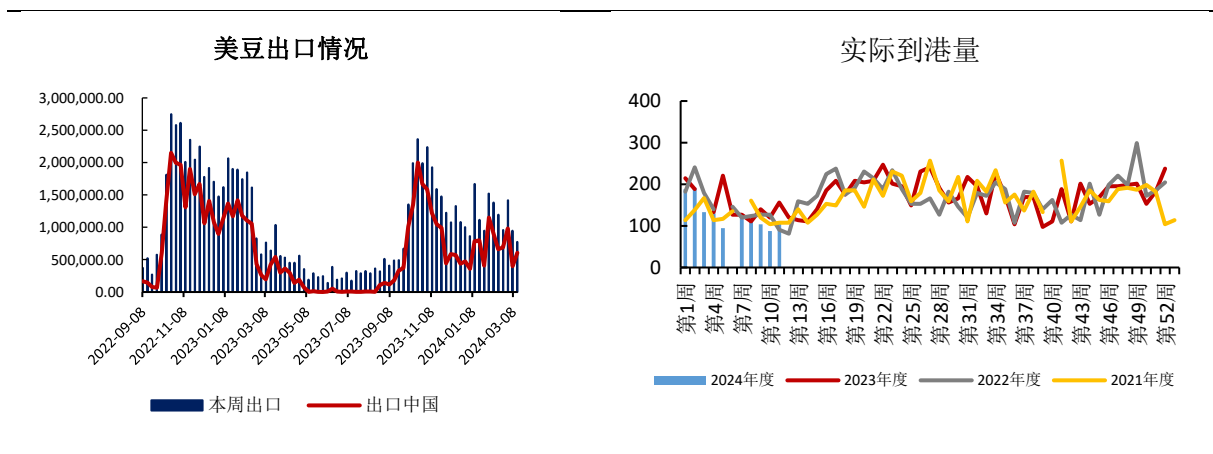 美豆出口情况
3,000,000.00
2,500,000.00
2,000,000.00
1,500,000.00
1,000,000.00
500,000.00
0.00
2022-09-08
2022-11-08
2023-01-08
2023-03-08
2023-05-08
2023-07-08
2023-09-08
2023-11-08
2024-01-08
2024-03-08
本周出口
出口中国
实际到港量
400
300
200
100
0
第1周
第4周
第7周
第10周
第13周
第16周
第19周
第22周
第25周
第28周
第31周
第34周
第37周
第40周
第43周
第46周
第49周
第52周
2024年度
2023年度
2022年度
2021年度